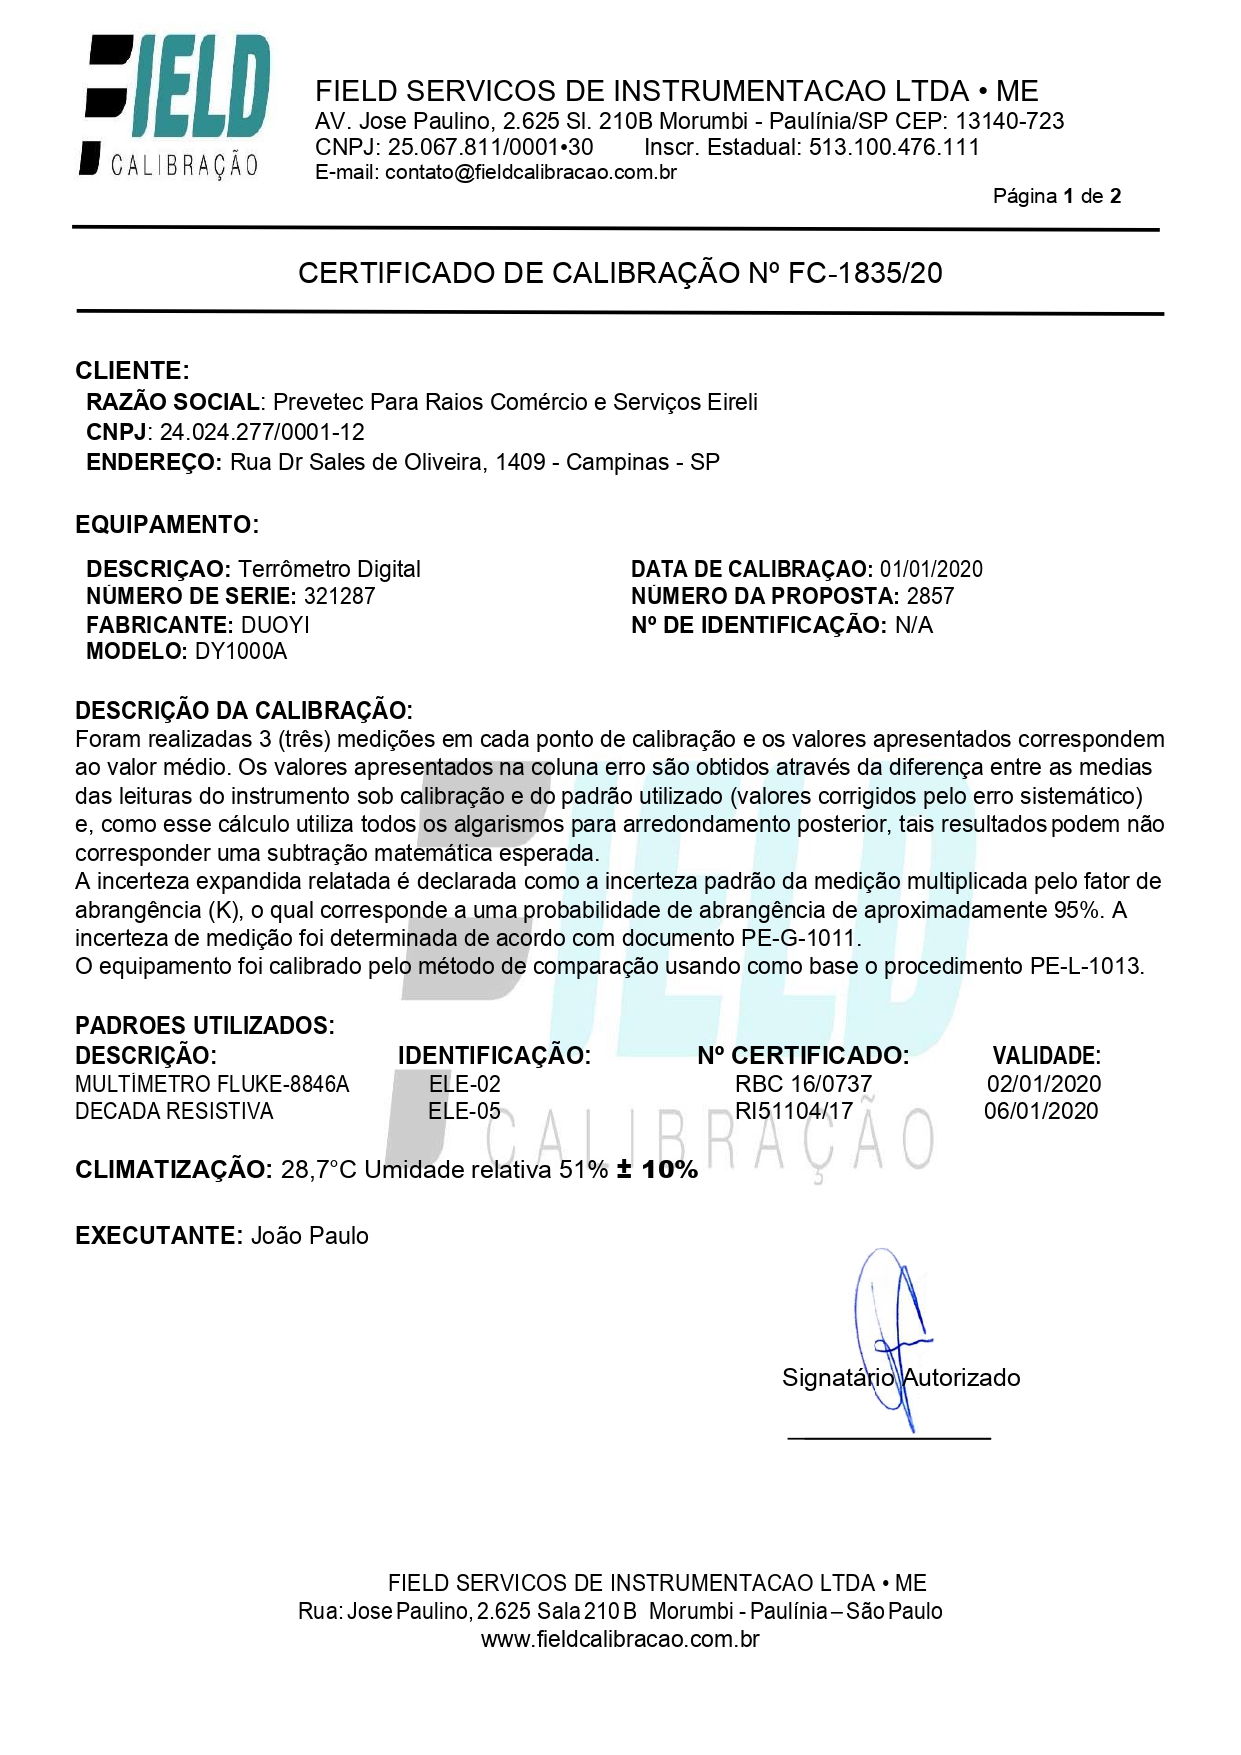 FIELD
CALIBRAÇÃO
FIELD SERVICOS DE INSTRUMENTACAO LTDA • ME
AV. Jose Paulino, 2.625 Sl. 210B Morumbi - Paulínia/SP CEP: 13140-723
CNPJ: 25.067.811/0001•30 Inscr. Estadual: 513.100.476.111
E-mail: contato@fieldcalibracao.com.br
Página 1 de 2
CERTIFICADO DE CALIBRAÇÃO Nº FC-1835/20
CLIENTE:
RAZÃO SOCIAL: Prevetec Para Raios Comércio e Serviços Eireli
CNPJ: 24.024.277/0001-12
ENDEREÇO: Rua Dr Sales de Oliveira, 1409 - Campinas - SP
EQUIPAMENTO:
DESCRIÇAO: Terrômetro Digital DATA DE CALIBRAÇAO: 01/01/2020
NÚMERO DE SERIE: 321287 NÚMERO DA PROPOSTA: 2857
FABRICANTE: DUOYI Nº DE IDENTIFICAÇÃO: N/A
MODELO: DY1000A
DESCRIÇÃO DA CALIBRAÇÃO:
Foram realizadas 3 (três) medições em cada ponto de calibração e os valores apresentados correspondem
ao valor médio. Os valores apresentados na coluna erro são obtidos através da diferença entre as medias
das leituras do instrumento sob calibração e do padrão utilizado (valores corrigidos pelo erro sistemático)
e, como esse cálculo utiliza todos os algarismos para arredondamento posterior, tais resultados podem não
corresponder uma subtração matemática esperada.
A incerteza expandida relatada é declarada como a incerteza padrão da medição multiplicada pelo fator de
abrangência (K), o qual corresponde a uma probabilidade de abrangência de aproximadamente 95%. A
incerteza de medição foi determinada de acordo com documento PE-G-1011.
O equipamento foi calibrado pelo método de comparação usando como base o procedimento PE-L-1013.
PADROES UTILIZADOS:
DESCRIÇÃO: IDENTIFICAÇÃO: Nº CERTIFICADO: VALIDADE:
MULTÍMETRO FLUKE-8846A ELE-02 RBC 16/0737 02/01/2020
DECADA RESISTIVA ELE-05 RI51104/17 06/01/2020
FIELD
CALIBRAÇÃO
CLIMATIZAÇÃO: 28,7°C Umidade relativa 51% ± 10%
EXECUTANTE: João Paulo
Signatário Autorizado
FIELD SERVICOS DE INSTRUMENTACAO LTDA • ME
Rua: Jose Paulino, 2.625 Sala 210 B Morumbi - Paulínia – São Paulo
www.fieldcalibracao.com.br